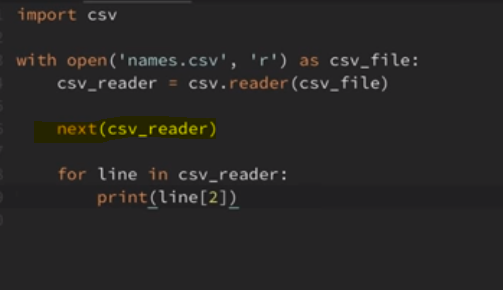 import csv
with open('names.csv', 'r') as csv_file:
    csv_reader = csv.reader(csv_file)
    next(csv_reader)
    for line in csv_reader:
        print(line[2])